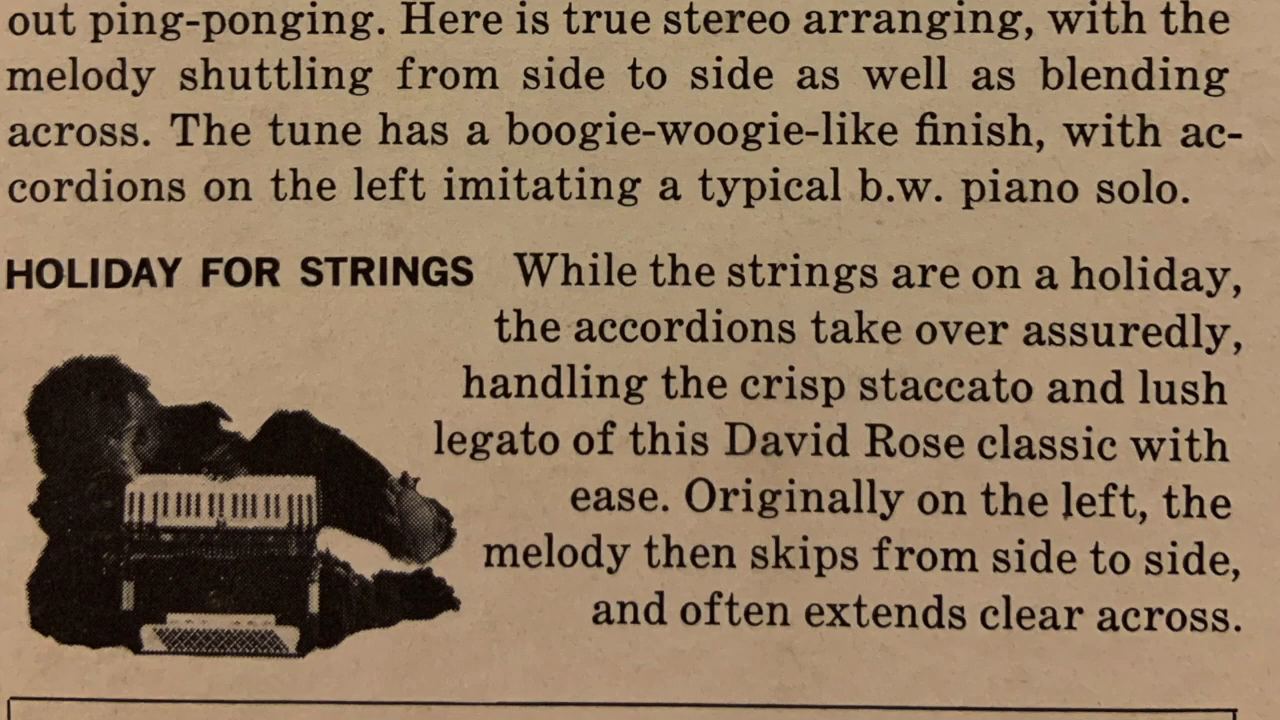 out ping-ponging. Here is true stereo arranging, with the
melody shuttling from side to side as well as blending
across. The tune has a boogie-woogie-like finish, with ac-
cordions on the left imitating a typical b.w. piano solo.
HOLIDAY FOR STRINGS While the strings are on a holiday,
the accordions take over assuredly,
handling the crisp staccato and lush
legato of this David Rose classic with
ease. Originally on the left, the
melody then skips from side to side,
and often extends clear across.